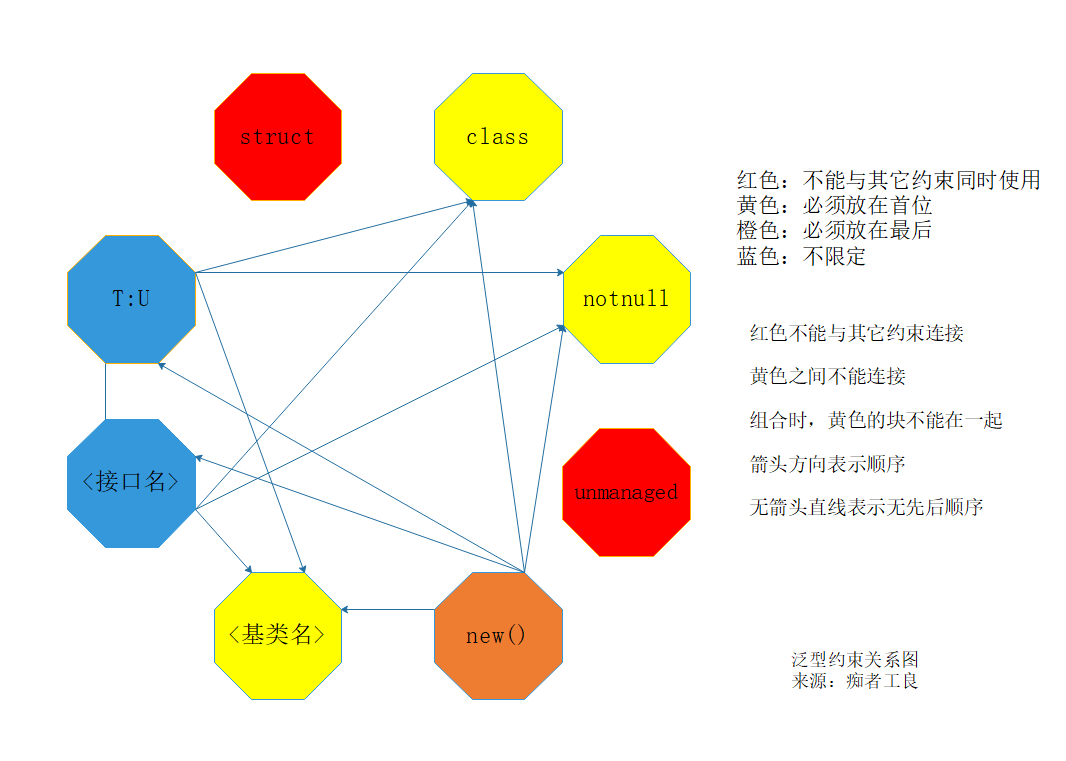 struct
class
红色：不能与其它约束同时使用
黄色：必须放在首位
橙色：必须放在最后
蓝色：不限定
T:U
notnull
红色不能与其它约束连接
黄色之间不能连接
组合时，黄色的块不能在一起
箭头方向表示顺序
无箭头直线表示无先后顺序
<接口名>
unmanaged
<基类名>
new()
泛型约束关系图
来源：痴者工良